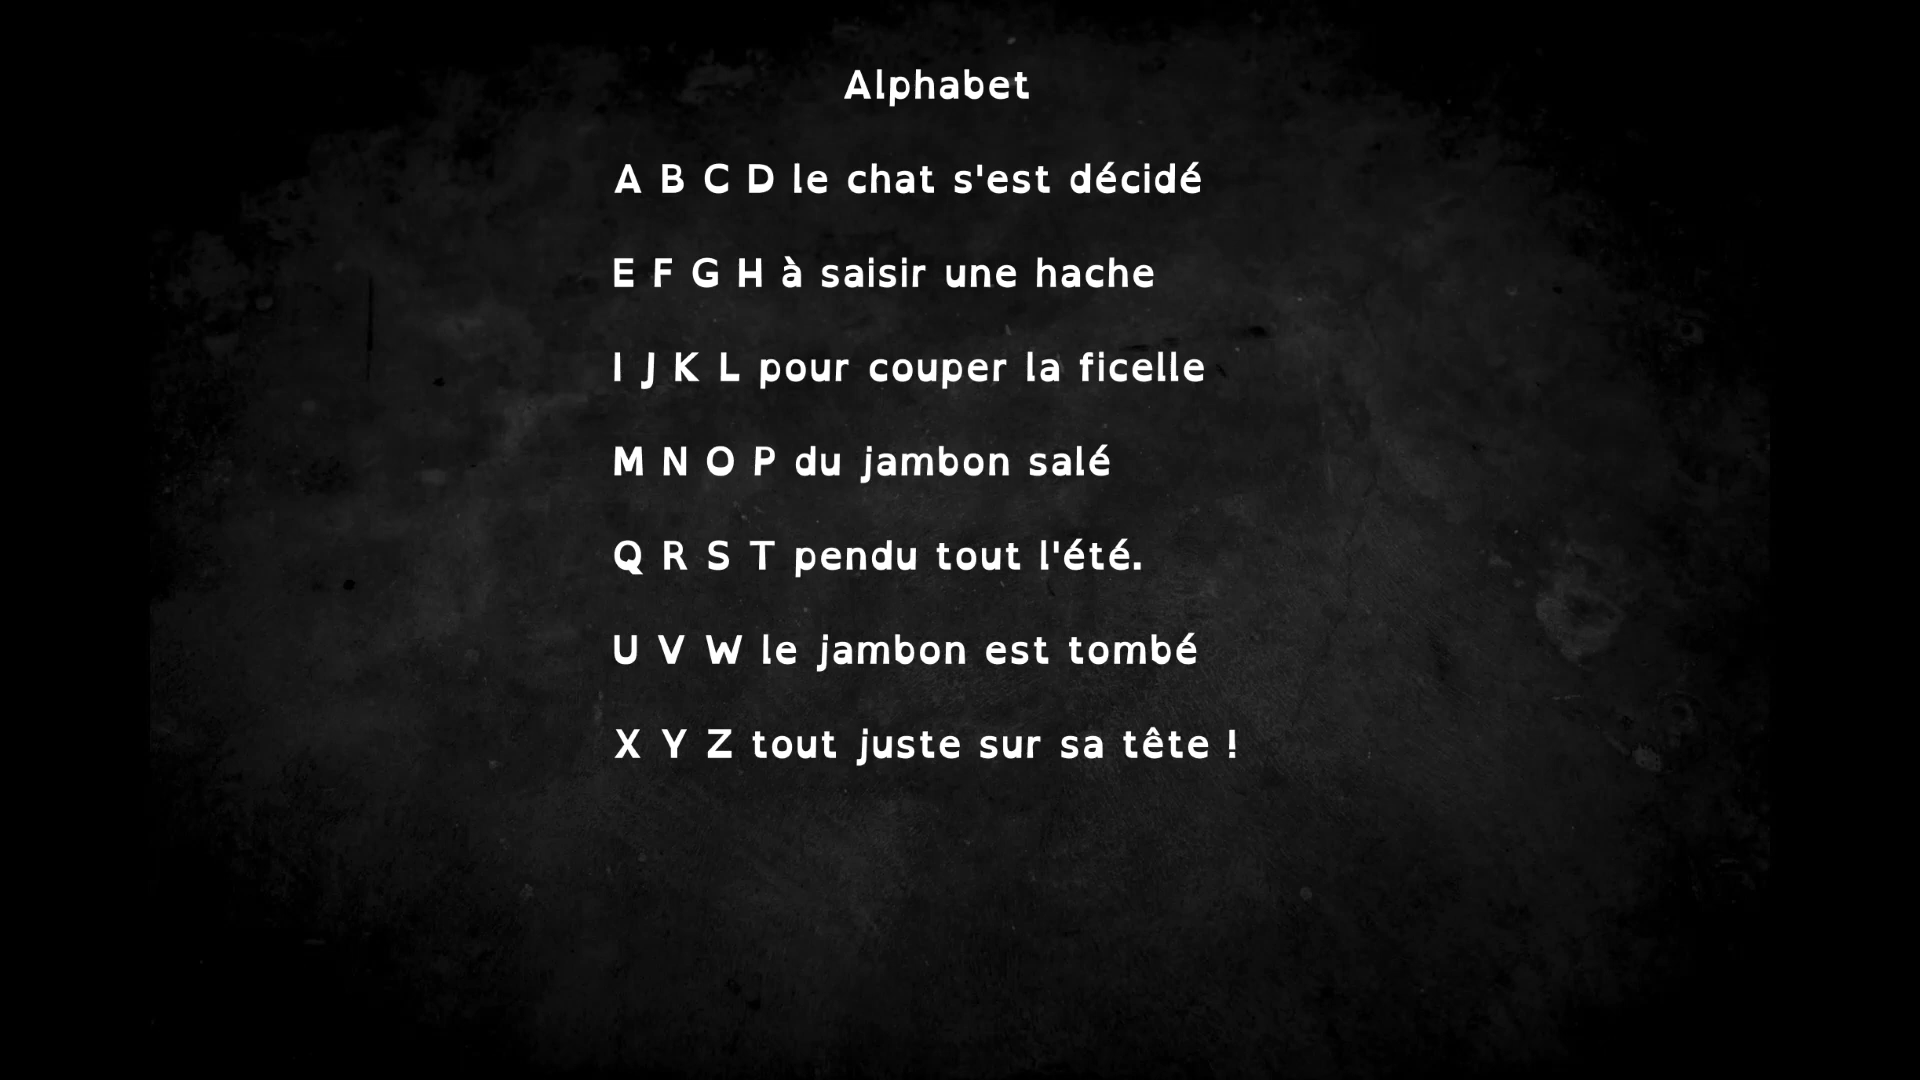 Alphabet
A B C D le chat s'est décidé
E F G H à saisir une hache
I J K L pour couper la ficelle
M N O P du jambon salé
Q R S T pendu tout l'été.
U V W le jambon est tombé
X Y Z tout juste sur sa tête !